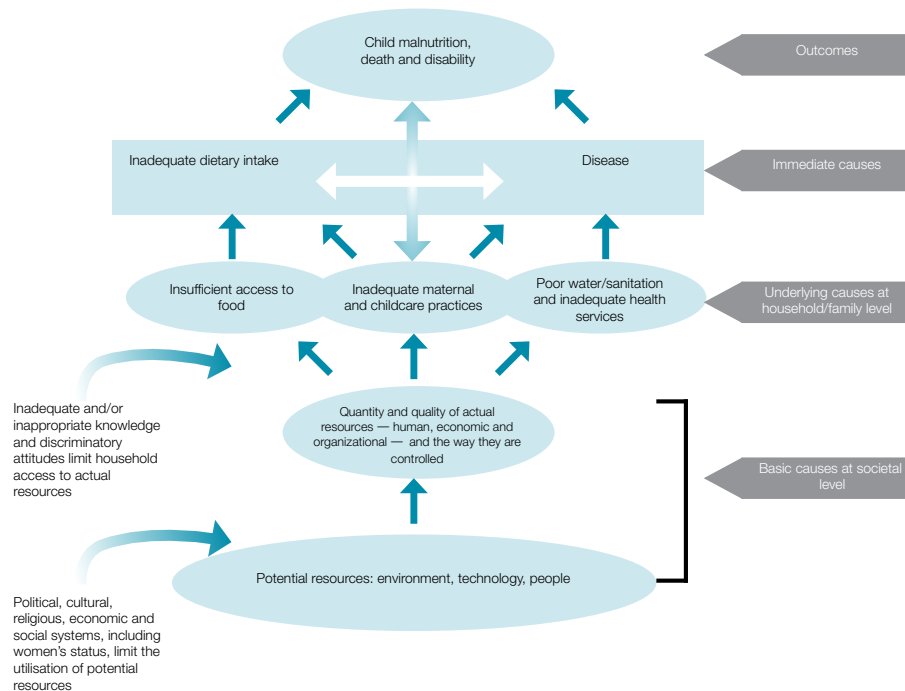 Child malnutrition,
death and disability
Outcomes
Inadequate dietary intake
Disease
Immediate causes
Insufficient access to
food
Inadequate maternal
and childcare practices
Poor water/sanitation
and inadequate health
services
Underlying causes at
household/family level
Inadequate and/or
inappropriate knowledge
and discriminatory
attitudes limit household
access to actual
resources
Quantity and quality of actual
resources — human, economic and
organizational — and the way they are
controlled
Basic causes at societal
level
Potential resources: environment, technology, people
Political, cultural,
religious, economic and
social systems, including
women's status, limit the
utilisation of potential
resources